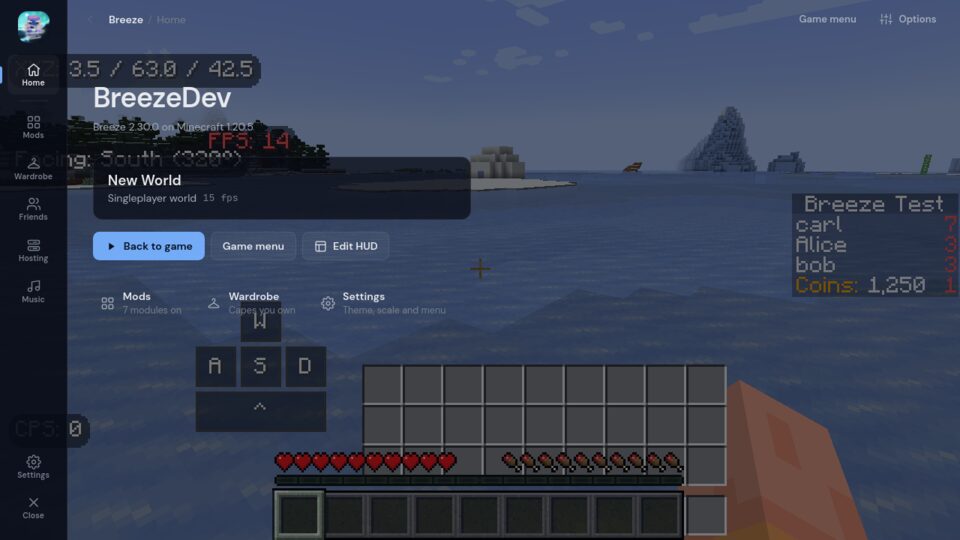 Breeze / Home
Game menu
Options
Home
Mods
Wardrobe
Friends
Hosting
Music
Settings
Close
3.5 / 63.0 / 42.5
BreezeDev
Breeze 2.30.0 on Minecraft 1.20.5
FPS: 14
Facing: South (320°)
New World
Singleplayer world 15 fps
Back to game
Game menu
Edit HUD
Mods
7 modules on
Wardrobe
Capes you own
Settings
Theme, scale and menu
W
A S D
^
CPS: 0
Breeze Test
carl 7
Alice 3
bob 3
Coins: 1,250 1